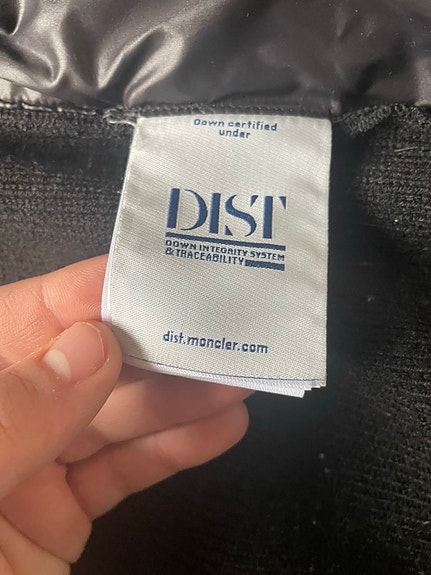 Down certified
under
DIST
DOWN INTEGRITY SYSTEM
& TRACEABILITY
dist.moncler.com